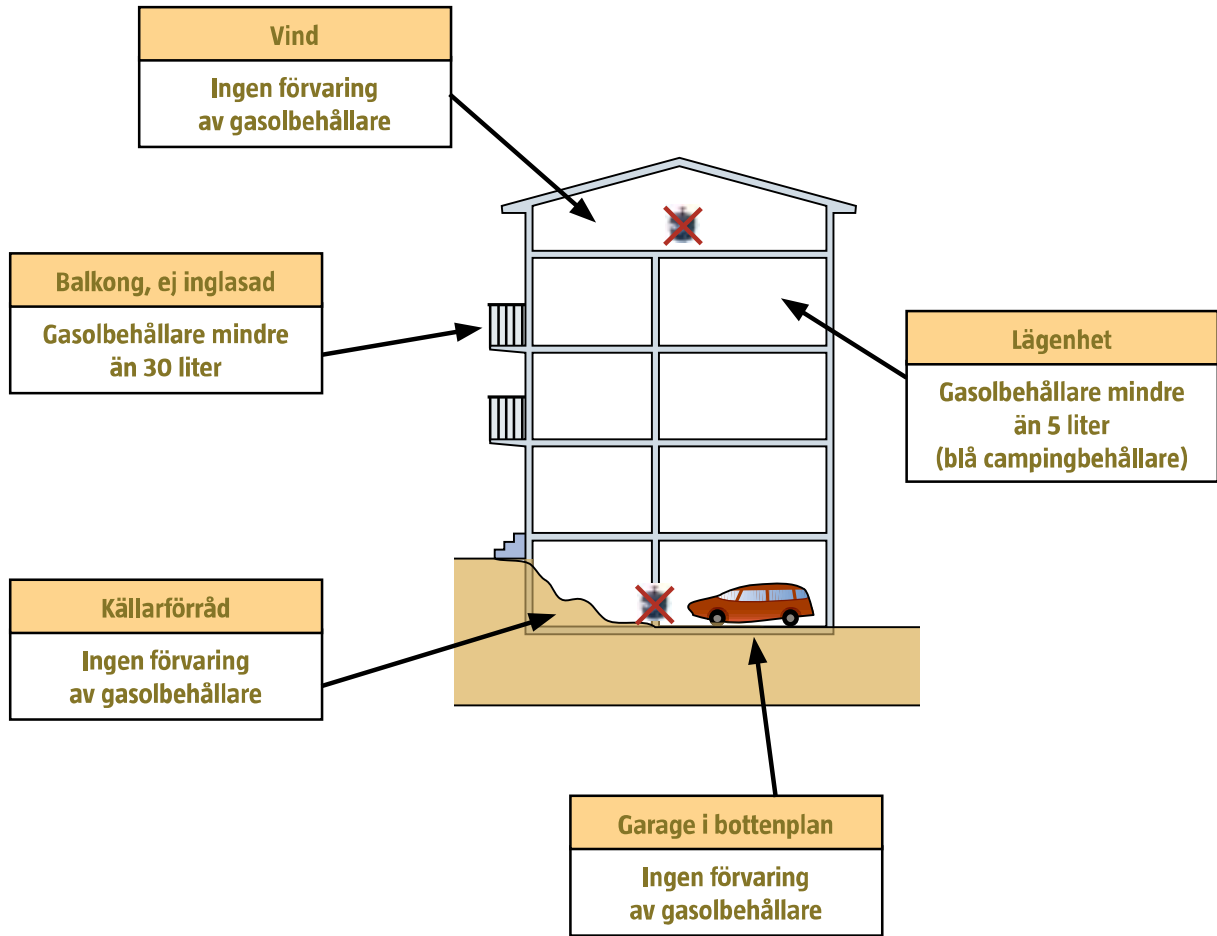 Vind
Ingen förvaring
av gasolbehållare
Balkong, ej inglasad
Gasolbehållare mindre
än 30 liter
Lägenhet
Gasolbehållare mindre
än 5 liter
(blå campingbehållare)
Källarförråd
Ingen förvaring
av gasolbehållare
Garage i bottenplan
Ingen förvaring
av gasolbehållare